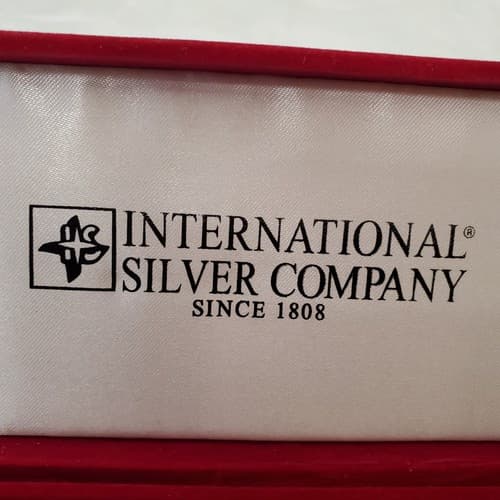 INTERNATIONAL®
SILVER COMPANY
SINCE 1808